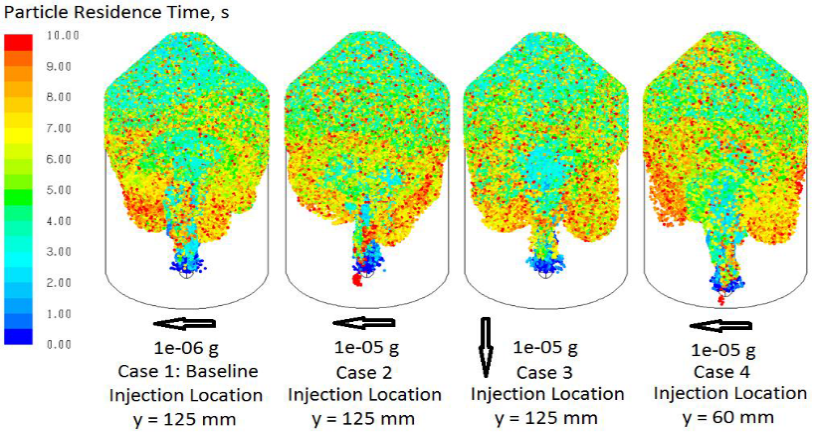 Particle Residence Time, s
10.00
9.00
8.00
7.00
6.00
5.00
4.00
3.00
2.00
1.00
0.00
1e-06 g
Case 1: Baseline
Injection Location
y = 125 mm
1e-05 g
Case 2
Injection Location
y = 125 mm
1e-05 g
Case 3
Injection Location
y = 125 mm
1e-05 g
Case 4
Injection Location
y = 60 mm